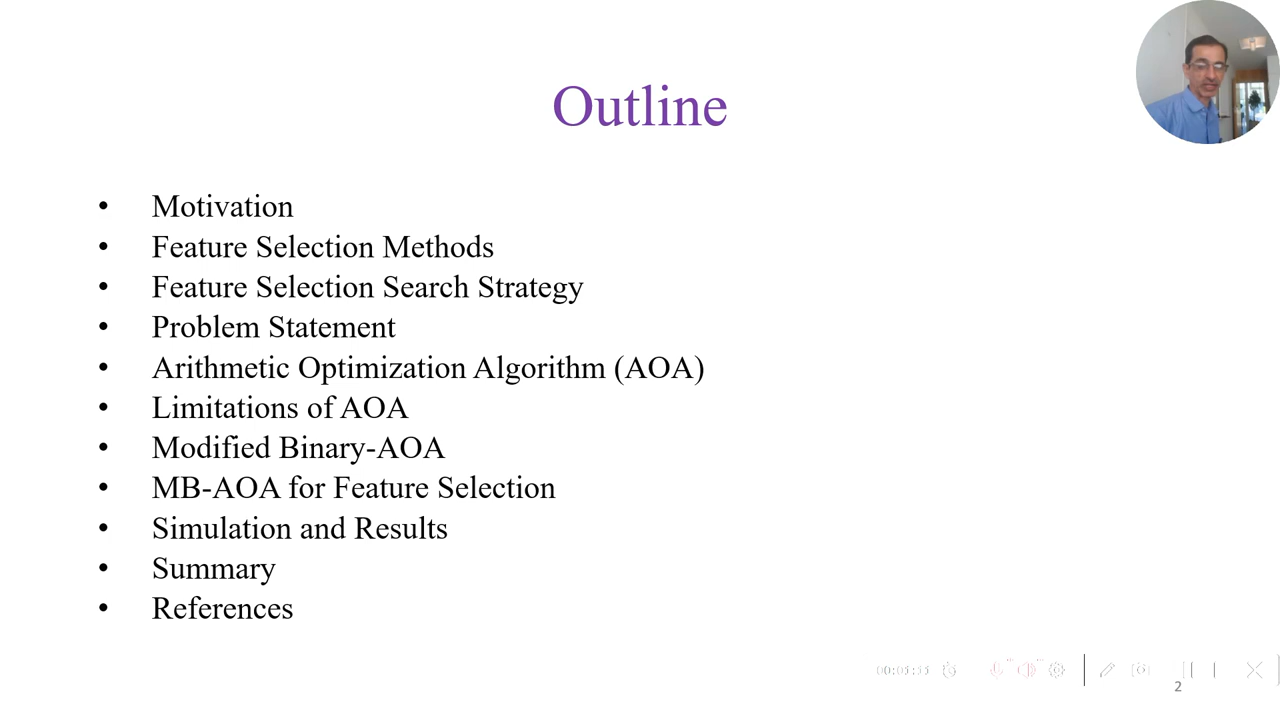 Outline
• Motivation
• Feature Selection Methods
• Feature Selection Search Strategy
• Problem Statement
• Arithmetic Optimization Algorithm (AOA)
• Limitations of AOA
• Modified Binary-AOA
• MB-AOA for Feature Selection
• Simulation and Results
• Summary
• References
2